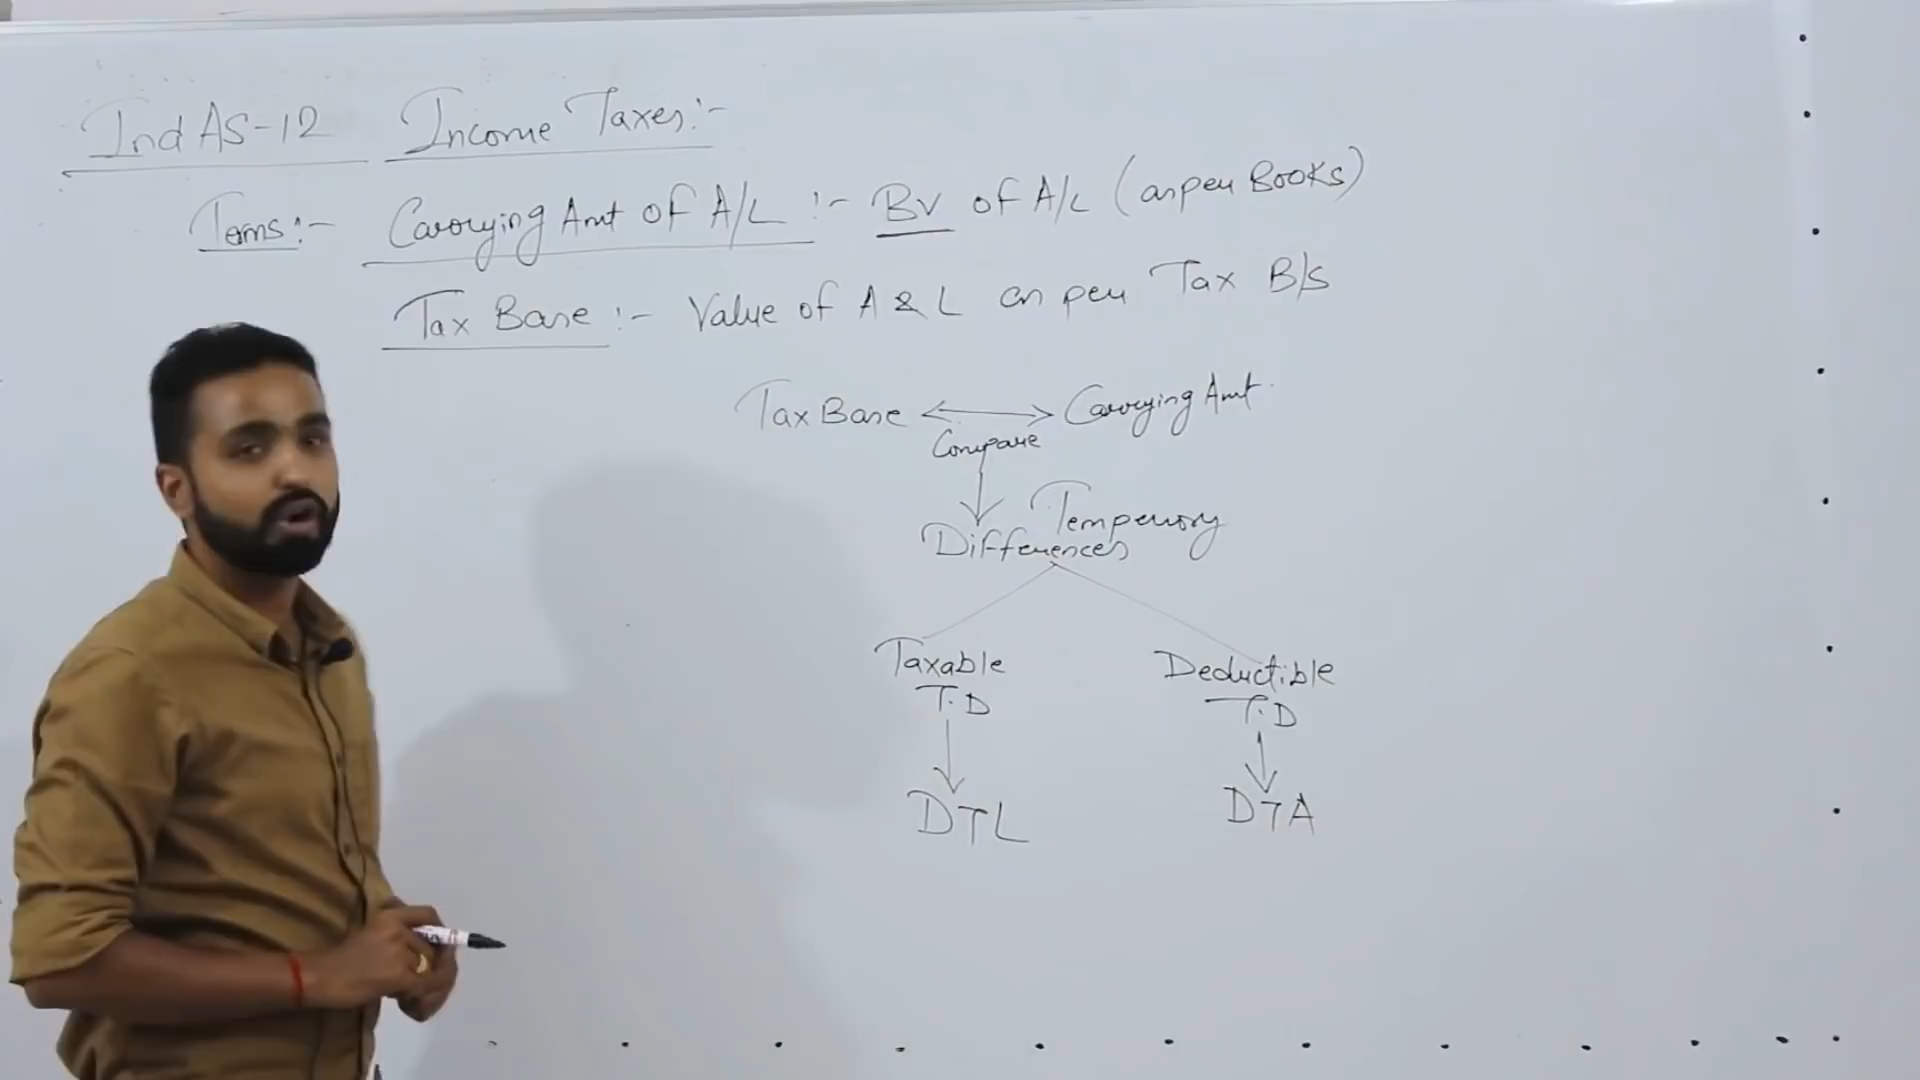 Ind AS-12 Income Taxes:-
Terms:- Carrying Amt of A/L :- BV of A/L (as per Books)
Tax Base :- Value of A & L as per Tax B/s
Tax Base ↔ Carrying Amt.
Compare
Temperory
Differences
Taxable Deductible
T.D T.D
DTL DTA